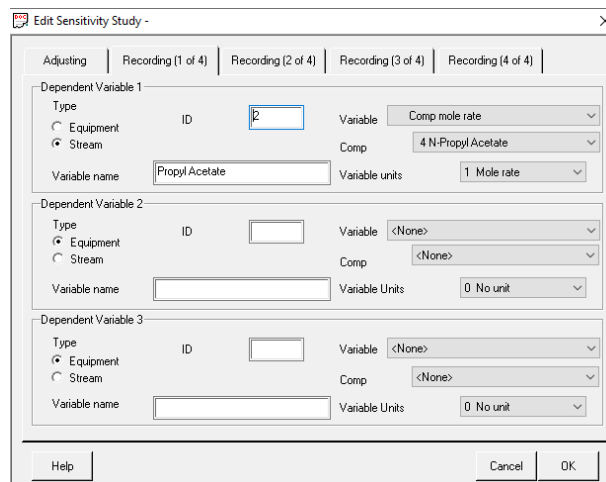 Edit Sensitivity Study -
Adjusting Recording (1 of 4) Recording (2 of 4) Recording (3 of 4) Recording (4 of 4)
Dependent Variable 1
Type
Equipment
Stream
ID 2
Variable Comp mole rate
Comp 4 N-Propyl Acetate
Variable name Propyl Acetate
Variable units 1 Mole rate
Dependent Variable 2
Type
Equipment
Stream
ID
Variable <None>
Comp <None>
Variable name
Variable Units 0 No unit
Dependent Variable 3
Type
Equipment
Stream
ID
Variable <None>
Comp <None>
Variable name
Variable Units 0 No unit
Help Cancel OK